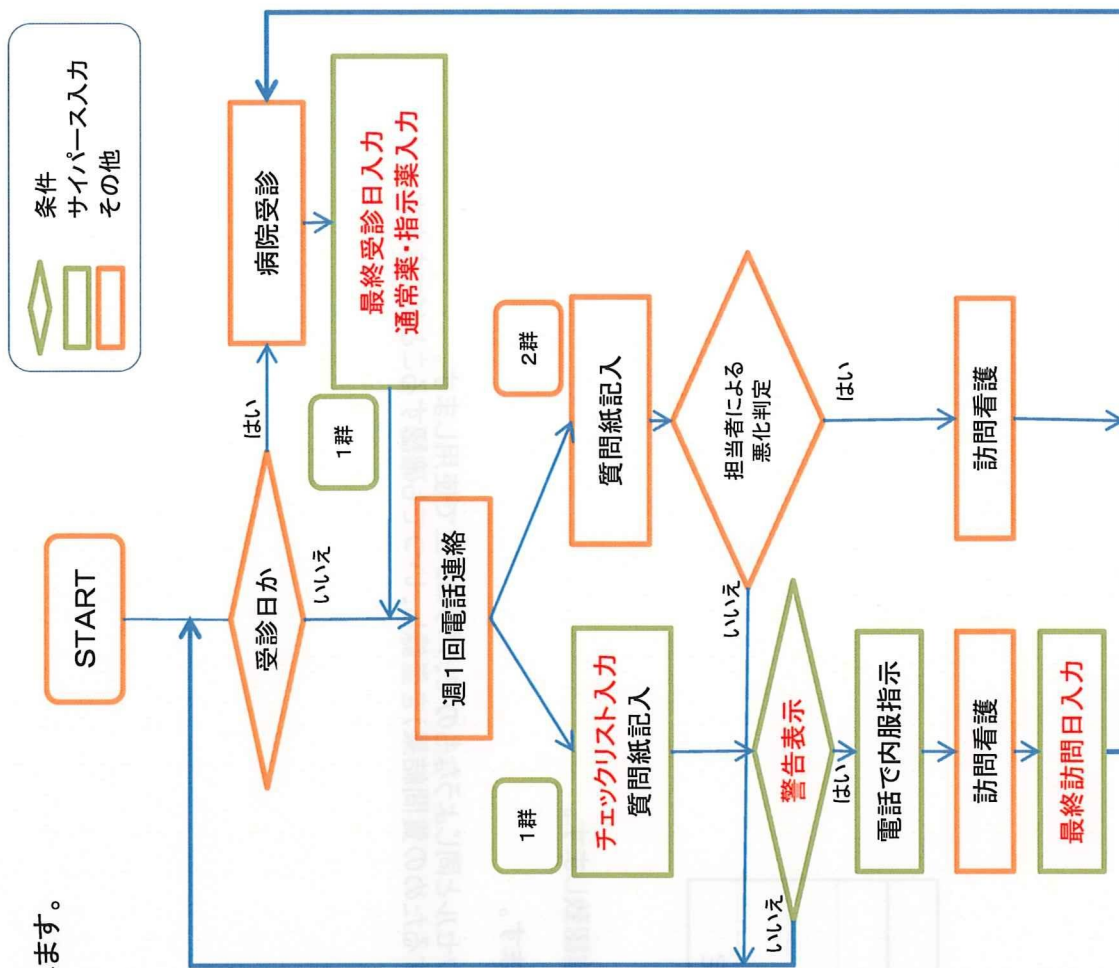 ます。
条件
サイパース入力
その他
START
受診日か
はい
いいえ
病院受診
最終受診日入力
通常薬・指示薬入力
1群
週1回電話連絡
1群
チェックリスト入力
質問紙記入
2群
質問紙記入
担当者による
悪化判定
いいえ
はい
警告表示
いいえ
はい
電話で内服指示
訪問看護
最終訪問日入力
訪問看護